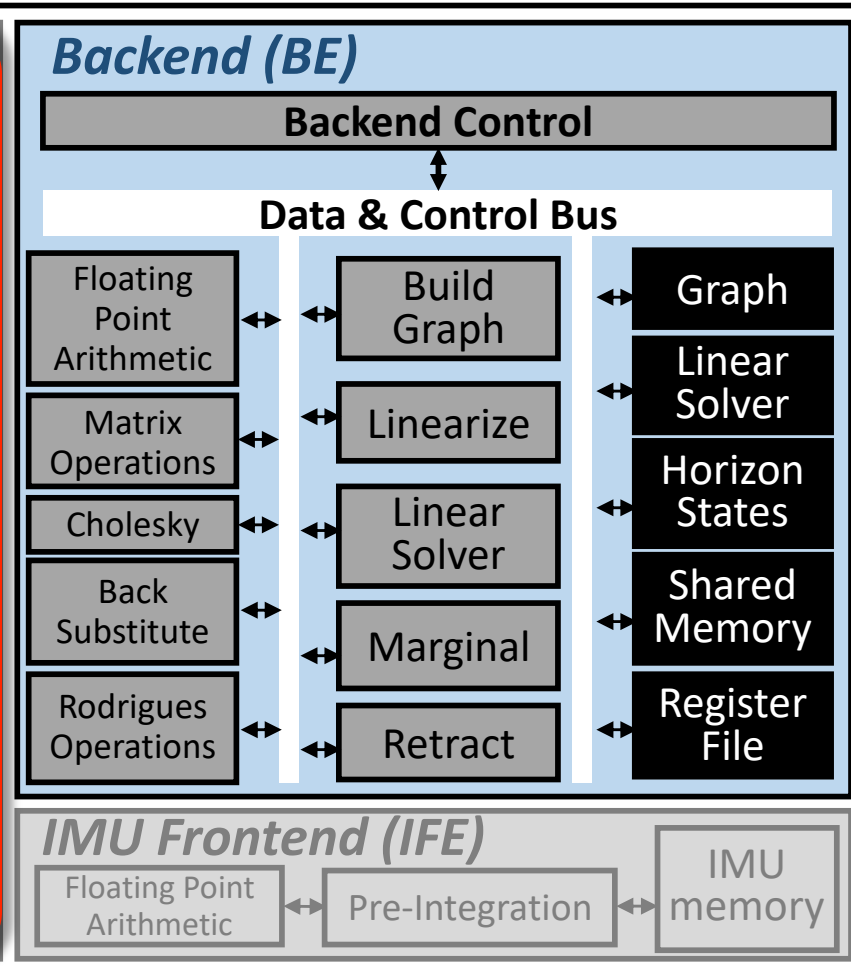 Backend (BE)
Backend Control
Data & Control Bus
Floating
Point
Arithmetic
Matrix
Operations
Cholesky
Back
Substitute
Rodrigues
Operations
Build
Graph
Linearize
Linear
Solver
Marginal
Retract
Graph
Linear
Solver
Horizon
States
Shared
Memory
Register
File
IMU Frontend (IFE)
Floating Point
Arithmetic
Pre-Integration
IMU
memory